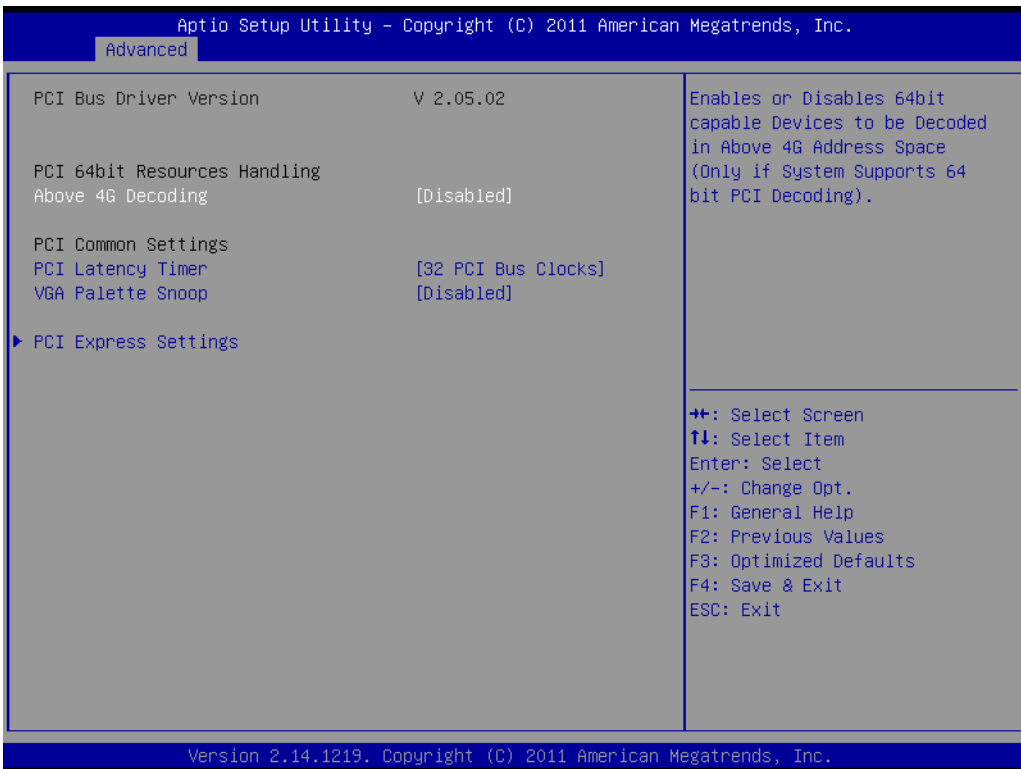 Aptio Setup Utility – Copyright (C) 2011 American Megatrends, Inc.
Advanced
PCI Bus Driver Version V 2.05.02
PCI 64bit Resources Handling
Above 4G Decoding [Disabled]
PCI Common Settings
PCI Latency Timer [32 PCI Bus Clocks]
VGA Palette Snoop [Disabled]
PCI Express Settings
Enables or Disables 64bit
capable Devices to be Decoded
in Above 4G Address Space
(Only if System Supports 64
bit PCI Decoding).
→←: Select Screen
↑↓: Select Item
Enter: Select
+/-: Change Opt.
F1: General Help
F2: Previous Values
F3: Optimized Defaults
F4: Save & Exit
ESC: Exit
Version 2.14.1219. Copyright (C) 2011 American Megatrends, Inc.